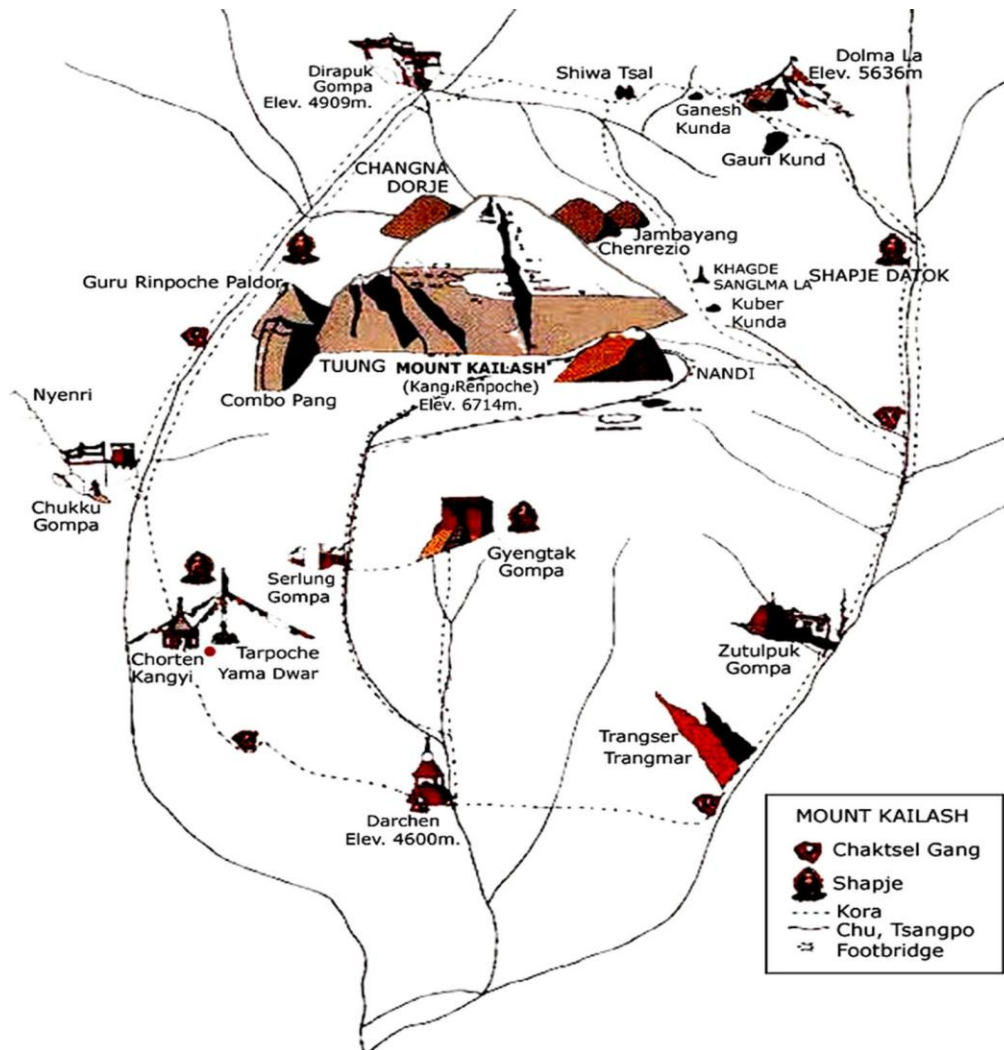 Dirapuk
Gompa
Elev. 4909m.
Shiwa Tsal
Dolma La
Elev. 5636m
Ganesh
Kunda
Gauri Kund
CHANGNA
DORJE
Jambayang
Chenrezio
Guru Rinpoche Paldor
KHAGDE
SANGLMA LA
SHAPJE DATOK
Kuber
Kunda
TUUNG
MOUNT KAILASH
(Kang Renpoche)
Elev. 6714m.
NANDI
Combo Pang
Nyenri
Chukku
Gompa
Serlung
Gompa
Gyengtak
Gompa
Chorten
Kangyi
Tarpoche
Yama Dwar
Zutulpuk
Gompa
Trangser
Trangmar
Darchen
Elev. 4600m.
MOUNT KAILASH
Chaktsel Gang
Shapje
Kora
Chu, Tsangpo
Footbridge